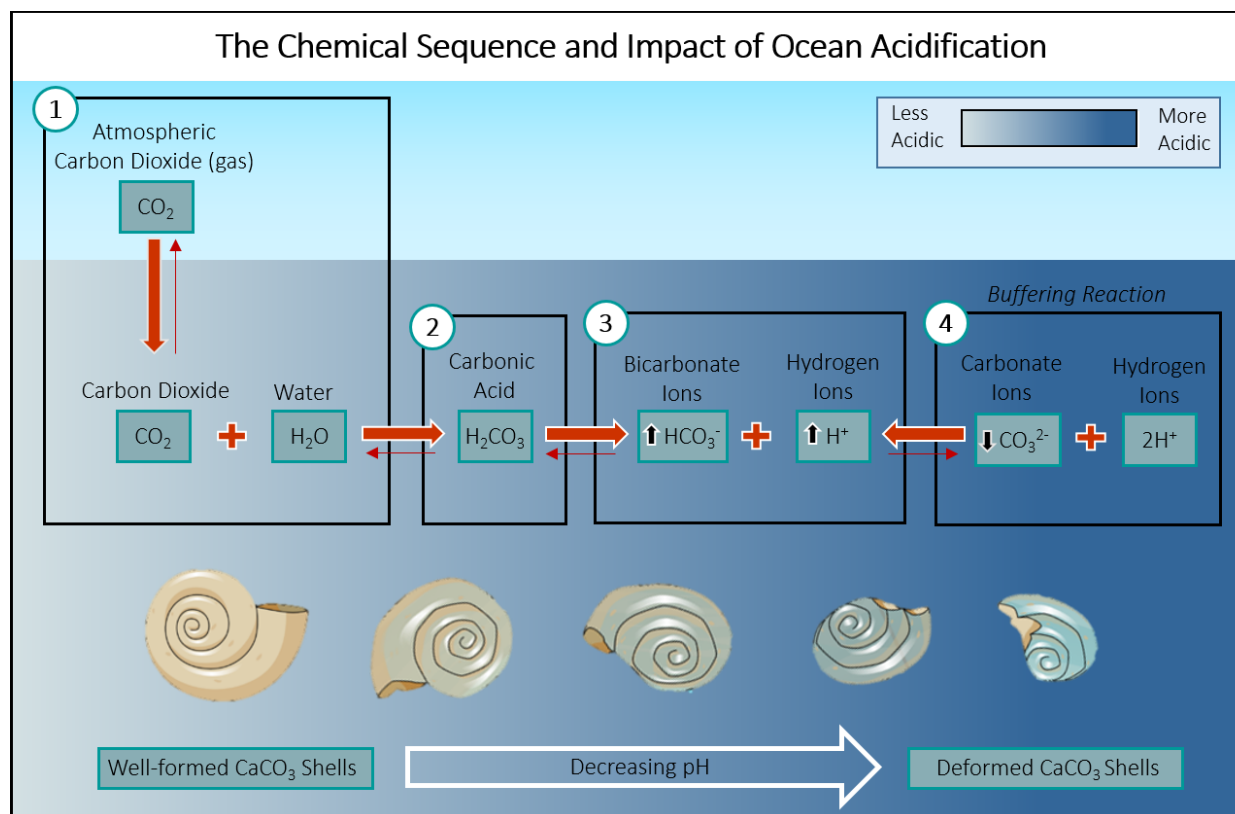 The Chemical Sequence and Impact of Ocean Acidification
1
Atmospheric
Carbon Dioxide (gas)
CO₂
Less
Acidic
More
Acidic
Carbon Dioxide
CO₂
+
Water
H₂O
2
Carbonic
Acid
H₂CO₃
3
Bicarbonate
Ions
⬆ HCO₃⁻
+
Hydrogen
Ions
⬆ H⁺
Buffering Reaction
4
Carbonate
Ions
⬇ CO₃²⁻
+
Hydrogen
Ions
2H⁺
Well-formed CaCO₃ Shells
Decreasing pH
Deformed CaCO₃ Shells